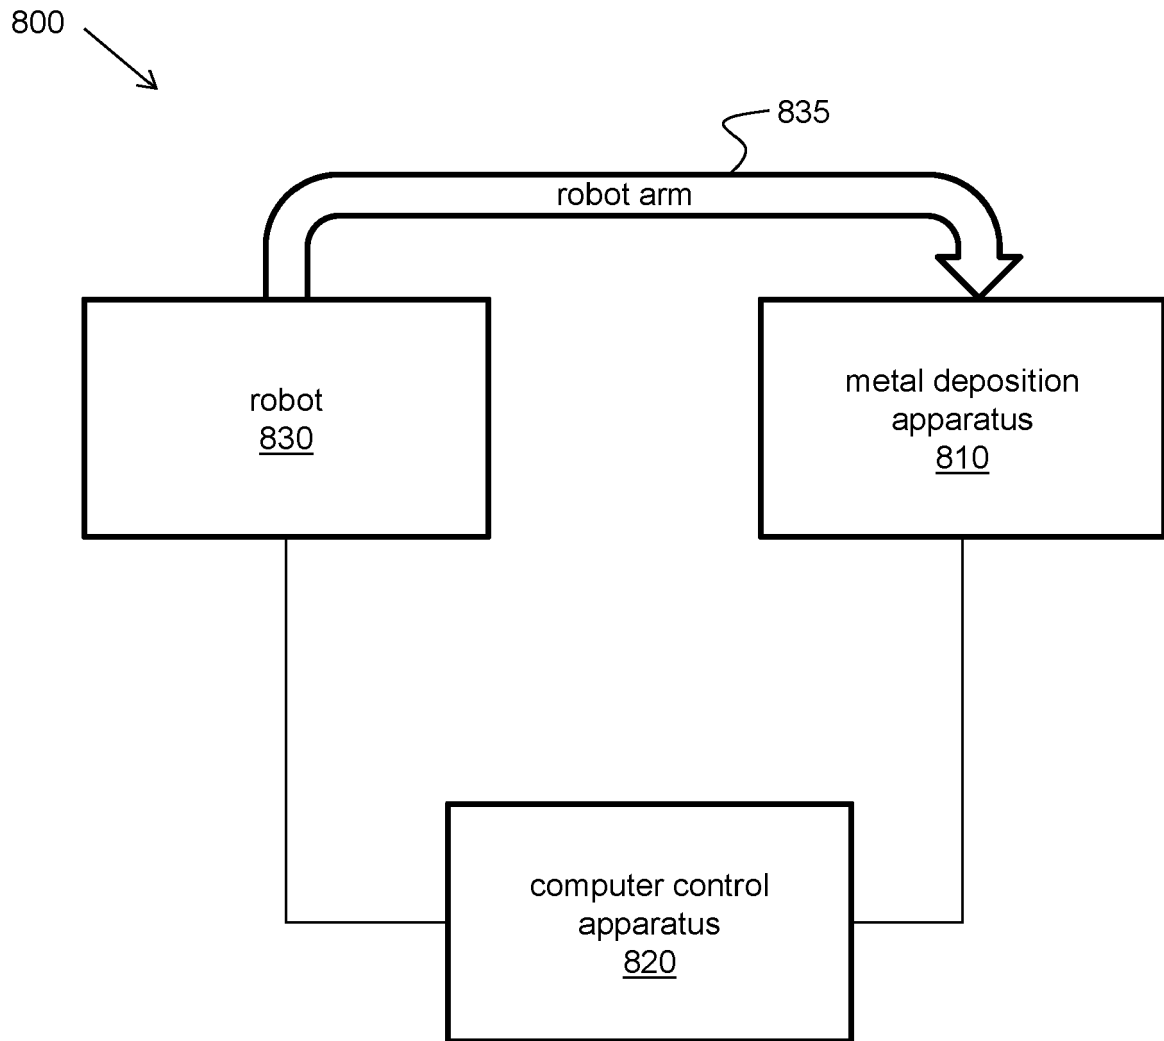 800
835
robot arm
robot
830
metal deposition
apparatus
810
computer control
apparatus
820